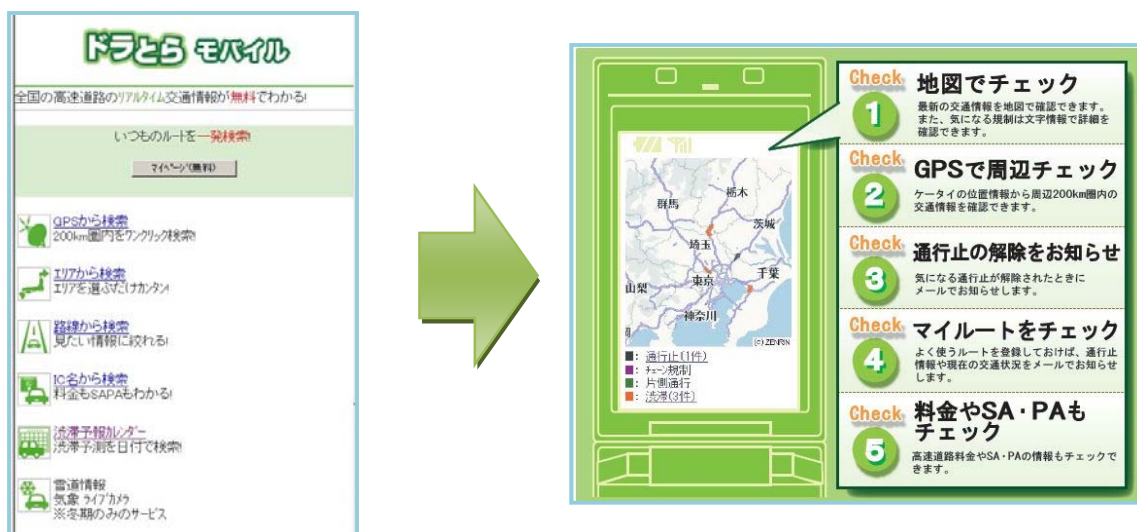 ドラとら モバイル
全国の高速道路のﾘｱﾙﾀｲﾑ交通情報が無料でわかる!
いつものﾙｰﾄを一発検索!
ﾏｲﾍﾟｰｼﾞ(無料)
GPSから検索
200km圏内をﾜﾝｸﾘｯｸ検索!
ｴﾘｱから検索
ｴﾘｱを選ぶだけｶﾝﾀﾝ!
路線から検索
見たい情報に絞れる!
IC名から検索
料金もSAPAもわかる!
渋滞予報ｶﾚﾝﾀﾞｰ
渋滞予測を日付で検索!
雪道情報
気象 ﾗｲﾌﾞｶﾒﾗ
※冬期のみのサービス
群馬
栃木
茨城
埼玉
山梨
東京
千葉
神奈川
(c)ZENRIN
■: 通行止(1件)
■: ﾁｪｰﾝ規制
■: 片側通行
■: 渋滞(3件)
Check 1 地図でチェック
最新の交通情報を地図で確認できます。
また、気になる規制は文字情報で詳細を
確認できます。
Check 2 GPSで周辺チェック
ケータイの位置情報から周辺200km圏内の
交通情報を確認できます。
Check 3 通行止の解除をお知らせ
気になる通行止が解除されたときに
メールでお知らせします。
Check 4 マイルートをチェック
よく使うルートを登録しておけば、通行止
情報や現在の交通状況をメールでお知らせ
します。
Check 5 料金やSA・PAも
チェック
高速道路料金やSA・PAの情報もチェックで
きます。